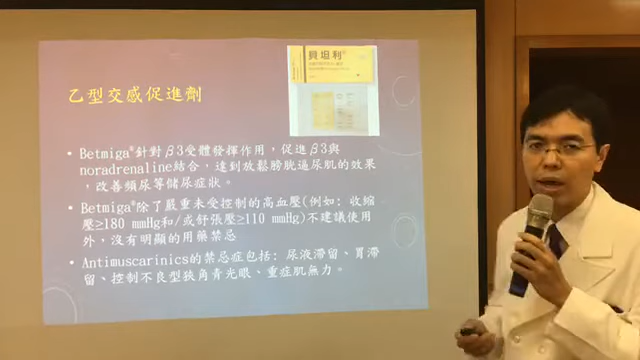 貝坦利
乙型交感促進劑
• Betmiga®針對β3受體發揮作用，促進β3與
noradrenaline結合，達到放鬆膀胱逼尿肌的效果
，改善頻尿等儲尿症狀。
• Betmiga®除了嚴重未受控制的高血壓(例如: 收縮
壓≥180 mmHg和/或舒張壓≥110 mmHg)不建議使用
外，沒有明顯的用藥禁忌
• Antimuscarinics的禁忌症包括: 尿液滯留、胃滯
留、控制不良型狹角青光眼、重症肌無力。